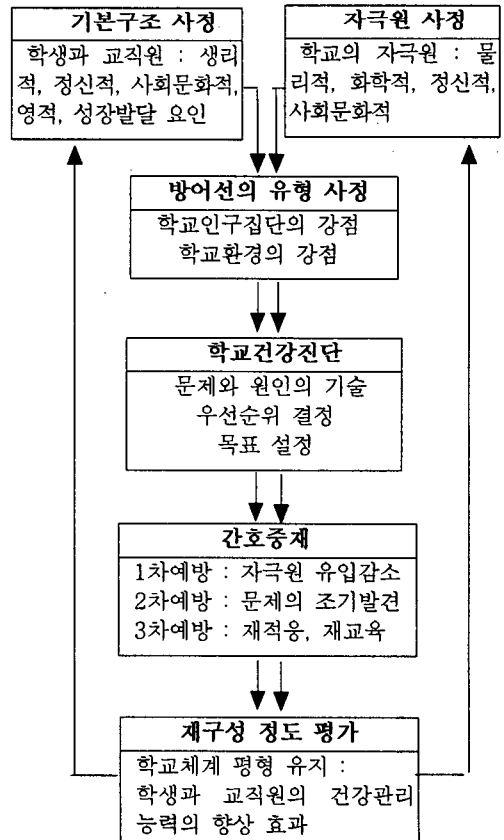 기본구조 사정
학생과 교직원 : 생리
적, 정신적, 사회문화적,
영적, 성장발달 요인
자극원 사정
학교의 자극원 : 물
리적, 화학적, 정신적,
사회문화적
방어선의 유형 사정
학교인구집단의 강점
학교환경의 강점
학교건강진단
문제와 원인의 기술
우선순위 결정
목표 설정
간호중재
1차예방 : 자극원 유입감소
2차예방 : 문제의 조기발견
3차예방 : 재적응, 재교육
재구성 정도 평가
학교체계 평형 유지 :
학생과 교직원의 건강관리
능력의 향상 효과